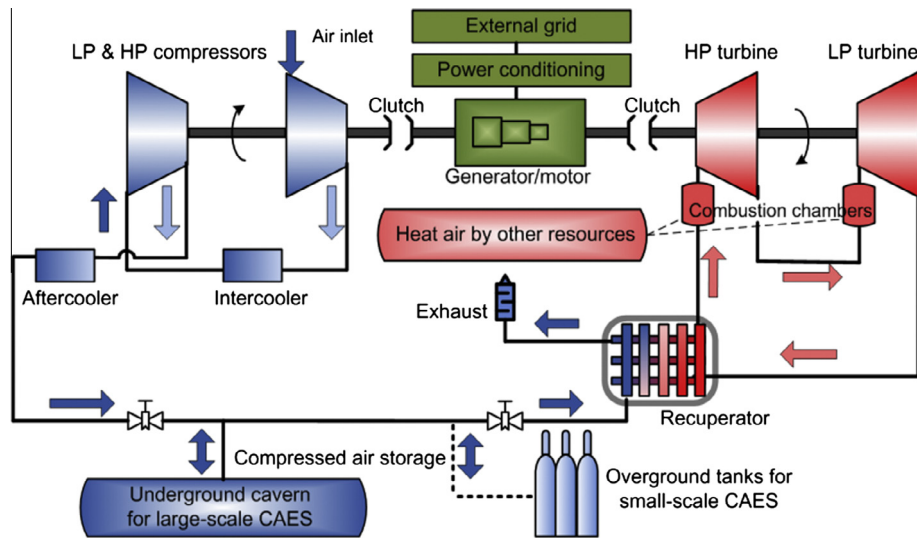 External grid
LP & HP compressors
Air inlet
HP turbine
LP turbine
Power conditioning
Clutch
Clutch
Generator/motor
Combustion chambers
Heat air by other resources
Aftercooler
Intercooler
Exhaust
Recuperator
Compressed air storage
Underground cavern
for large-scale CAES
Overground tanks for
small-scale CAES